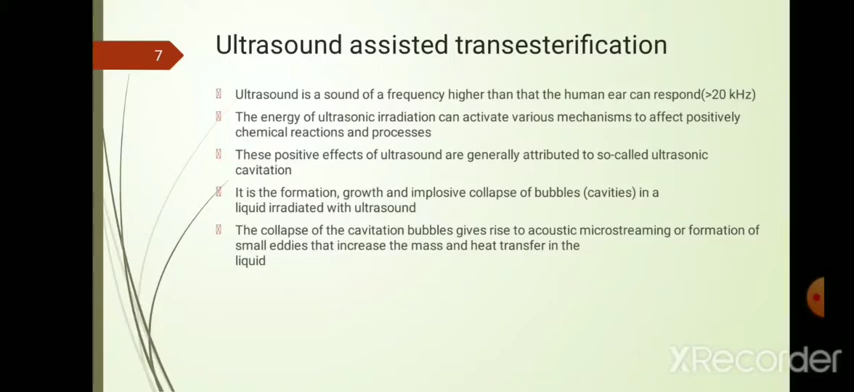 7
Ultrasound assisted transesterification
Ultrasound is a sound of a frequency higher than that the human ear can respond(>20 kHz)
The energy of ultrasonic irradiation can activate various mechanisms to affect positively
chemical reactions and processes
These positive effects of ultrasound are generally attributed to so-called ultrasonic
cavitation
It is the formation, growth and implosive collapse of bubbles (cavities) in a
liquid irradiated with ultrasound
The collapse of the cavitation bubbles gives rise to acoustic microstreaming or formation of
small eddies that increase the mass and heat transfer in the
liquid
XRecorder